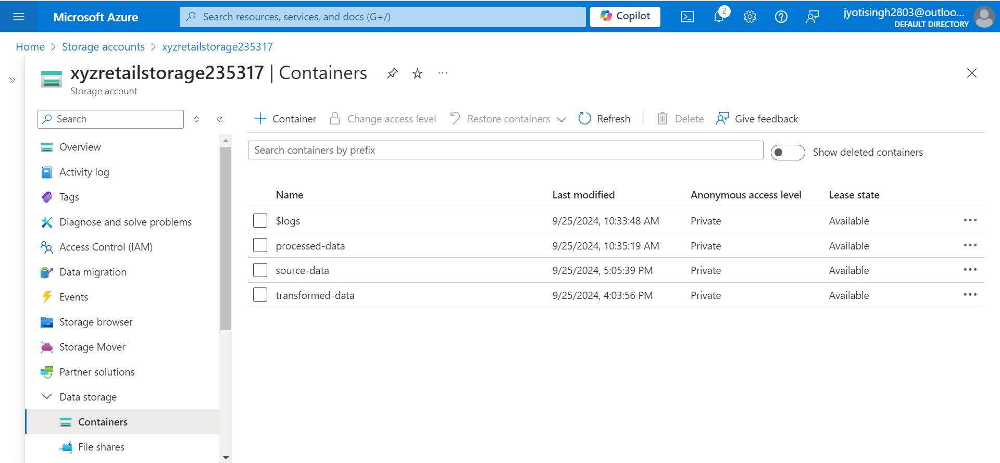 Microsoft Azure
Search resources, services, and docs (G+/)
Copilot
2
jyotisingh2803@outloo...
DEFAULT DIRECTORY
Home > Storage accounts > xyzretailstorage235317
xyzretailstorage235317 | Containers
Storage account
Search
Container
Change access level
Restore containers
Refresh
Delete
Give feedback
Overview
Activity log
Tags
Diagnose and solve problems
Access Control (IAM)
Data migration
Events
Storage browser
Storage Mover
Partner solutions
Data storage
Containers
File shares
Search containers by prefix
Show deleted containers
Name Last modified Anonymous access level Lease state
$logs 9/25/2024, 10:33:48 AM Private Available
processed-data 9/25/2024, 10:35:19 AM Private Available
source-data 9/25/2024, 5:05:39 PM Private Available
transformed-data 9/25/2024, 4:03:56 PM Private Available